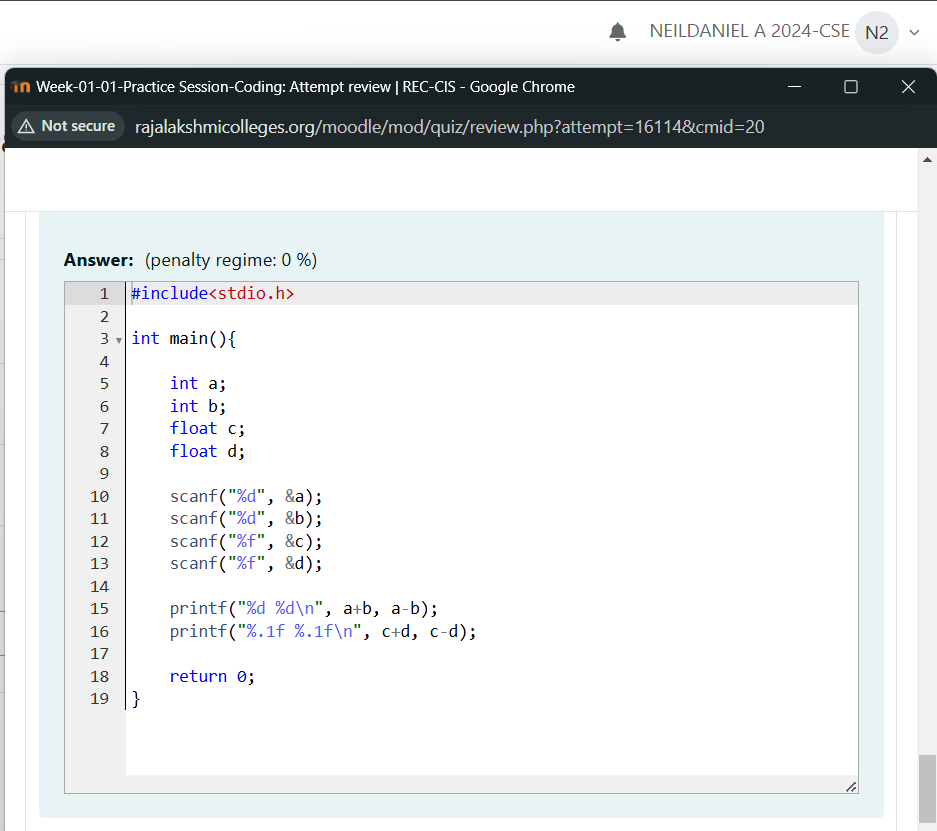 NEILDANIEL A 2024-CSE N2
Week-01-01-Practice Session-Coding: Attempt review | REC-CIS - Google Chrome
Not secure rajalakshmicolleges.org/moodle/mod/quiz/review.php?attempt=16114&cmid=20
Answer: (penalty regime: 0 %)
1 #include<stdio.h>
2
3 int main(){
4
5 int a;
6 int b;
7 float c;
8 float d;
9
10 scanf("%d", &a);
11 scanf("%d", &b);
12 scanf("%f", &c);
13 scanf("%f", &d);
14
15 printf("%d %d\n", a+b, a-b);
16 printf("%.1f %.1f\n", c+d, c-d);
17
18 return 0;
19 }